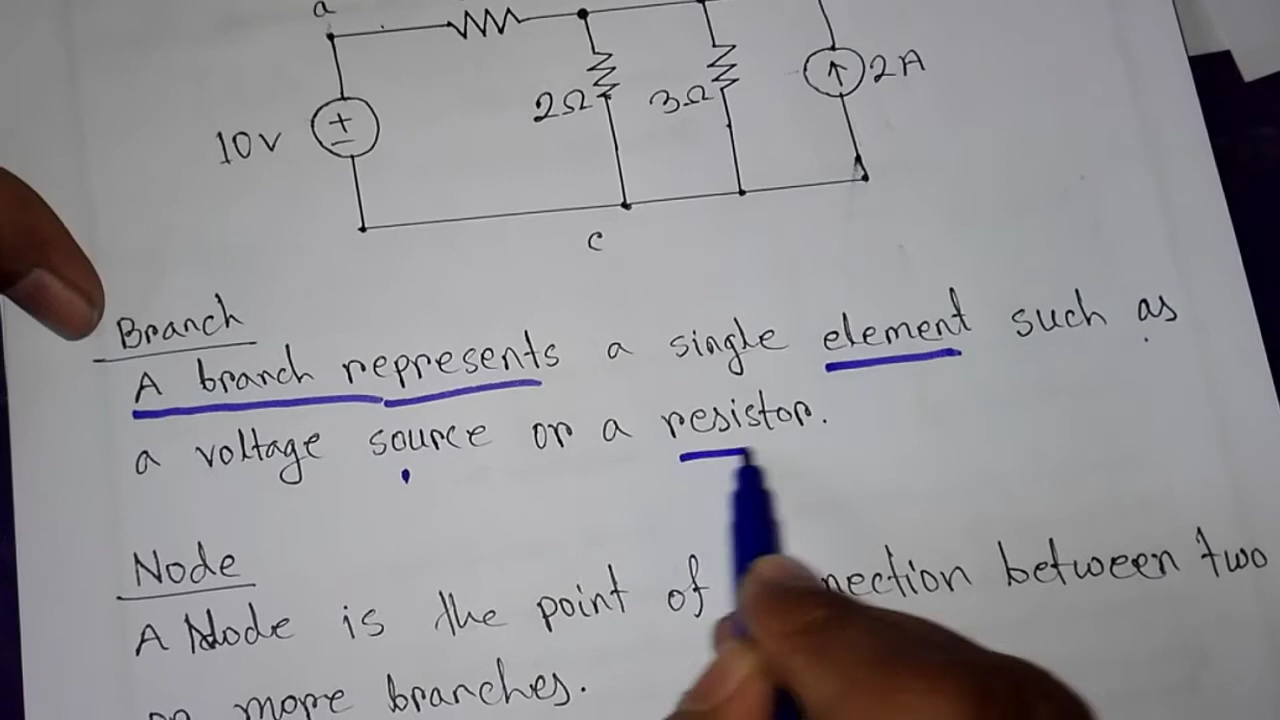 a
10V
2Ω
3Ω
2A
c
Branch
A branch represents a single element such as
a voltage source or a resistor.
Node
A Node is the point of nection between two
or more branches.